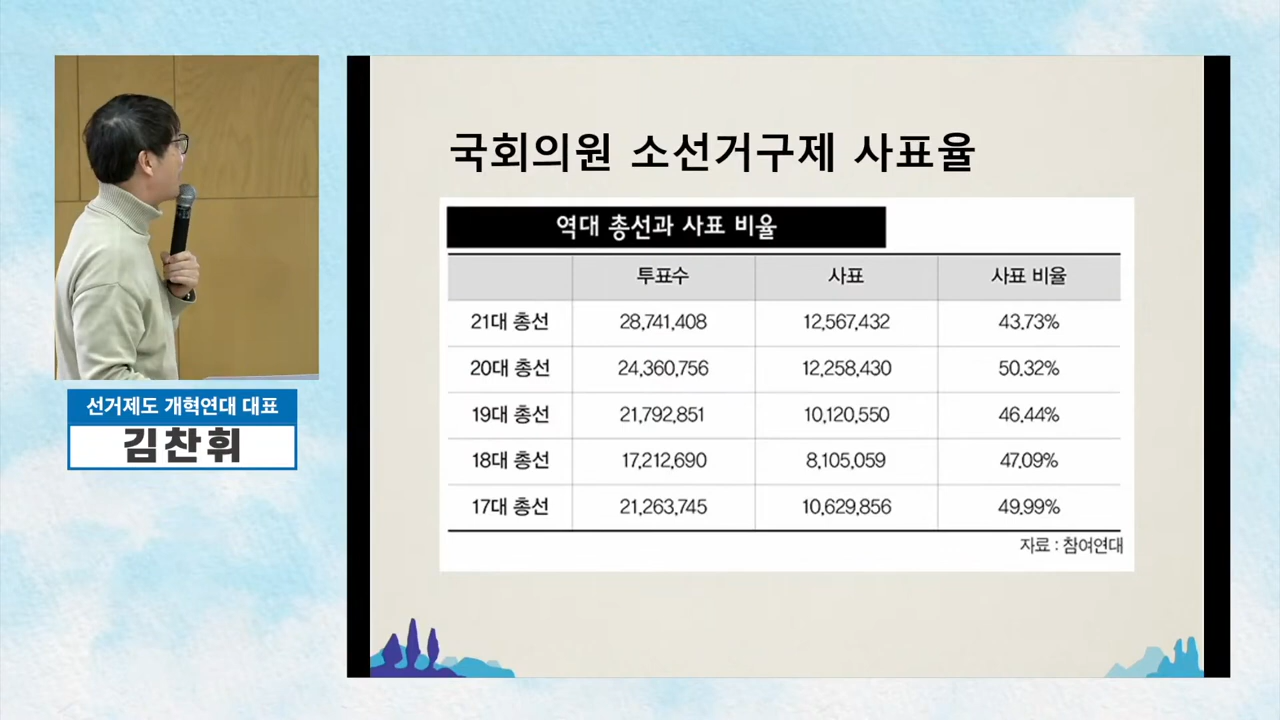 국회의원 소선거구제 사표율
역대 총선과 사표 비율
투표수 사표 사표 비율
21대 총선 28,741,408 12,567,432 43.73%
20대 총선 24,360,756 12,258,430 50.32%
19대 총선 21,792,851 10,120,550 46.44%
18대 총선 17,212,690 8,105,059 47.09%
17대 총선 21,263,745 10,629,856 49.99%
자료 : 참여연대
선거제도 개혁연대 대표
김찬휘